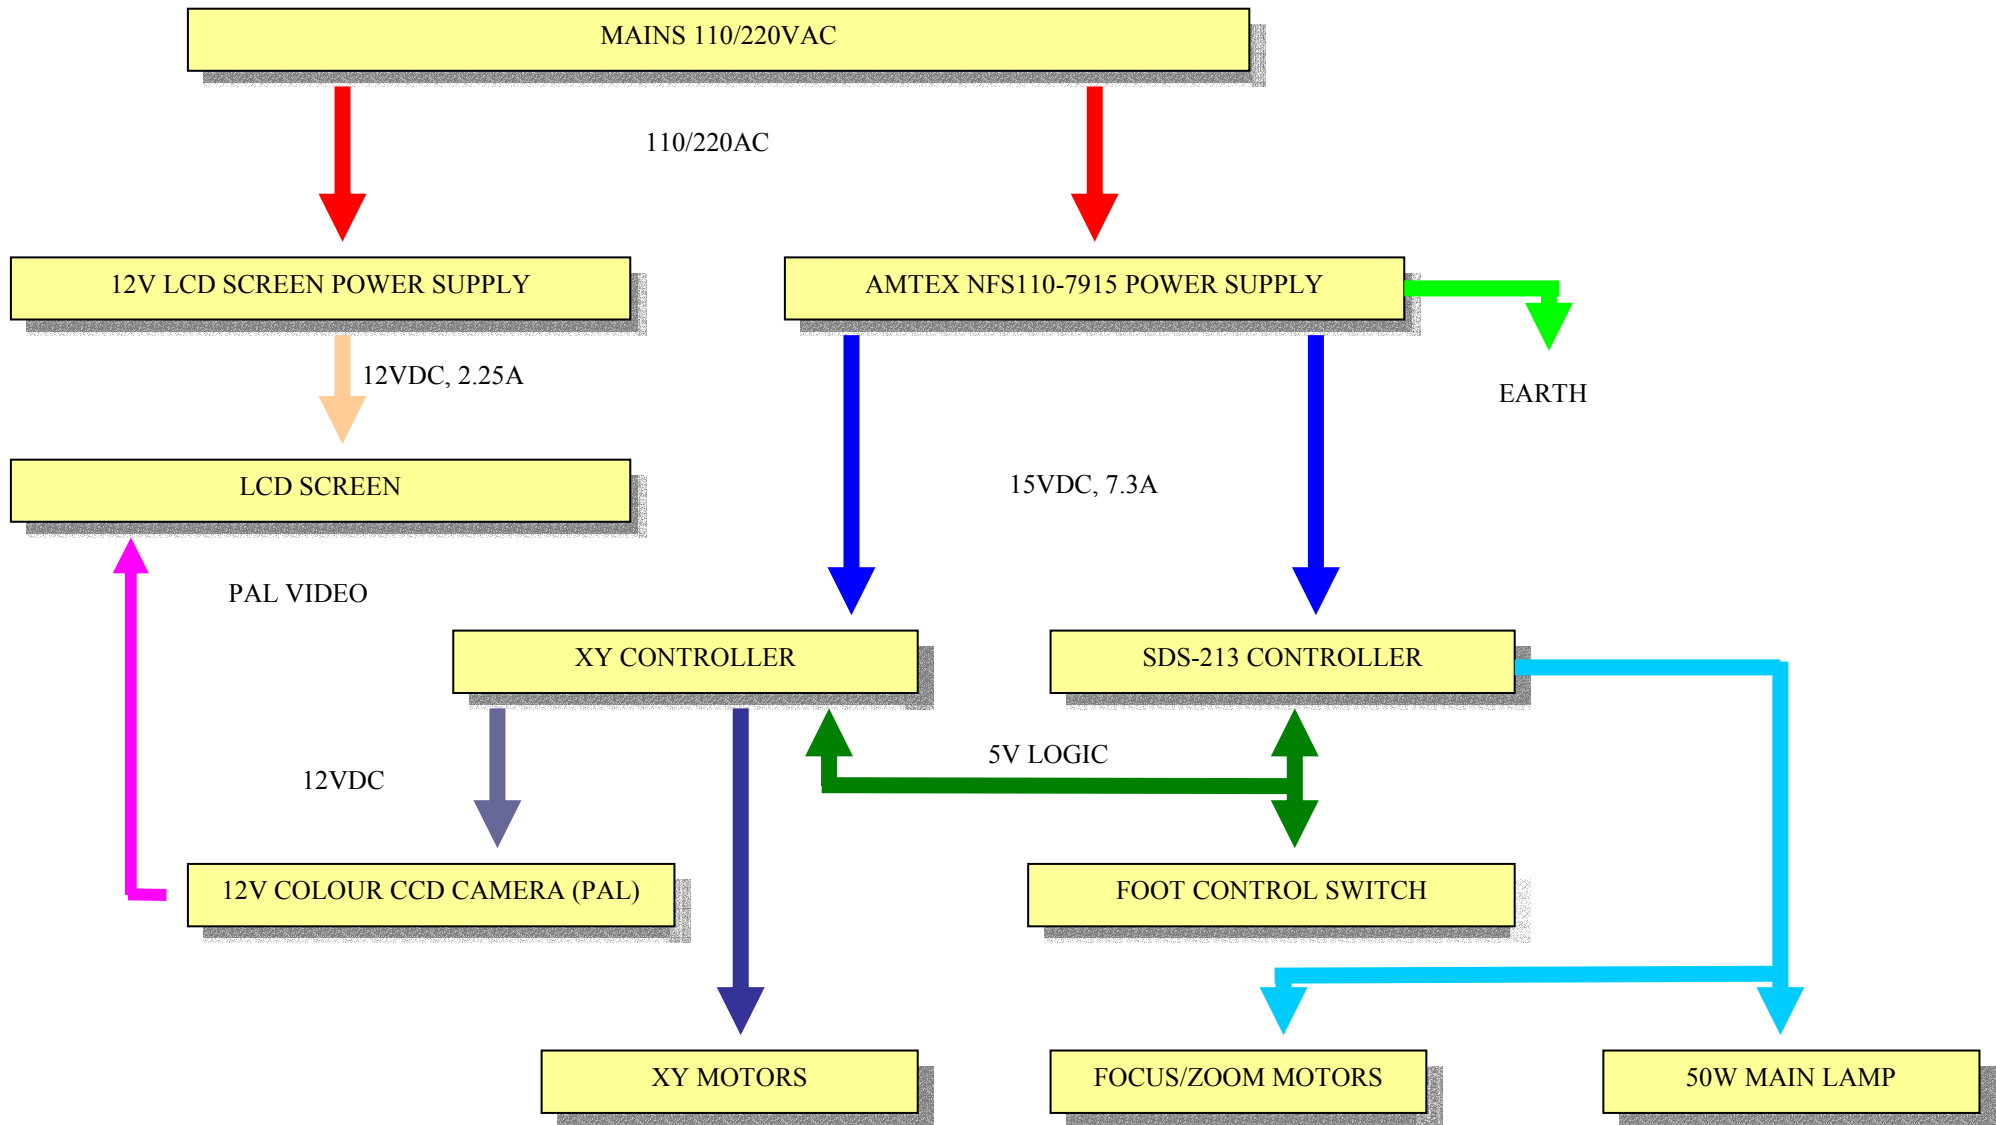 MAINS 110/220VAC
110/220AC
12V LCD SCREEN POWER SUPPLY
AMTEX NFS110-7915 POWER SUPPLY
12VDC, 2.25A
EARTH
LCD SCREEN
15VDC, 7.3A
PAL VIDEO
XY CONTROLLER
SDS-213 CONTROLLER
5V LOGIC
12VDC
12V COLOUR CCD CAMERA (PAL)
FOOT CONTROL SWITCH
XY MOTORS
FOCUS/ZOOM MOTORS
50W MAIN LAMP